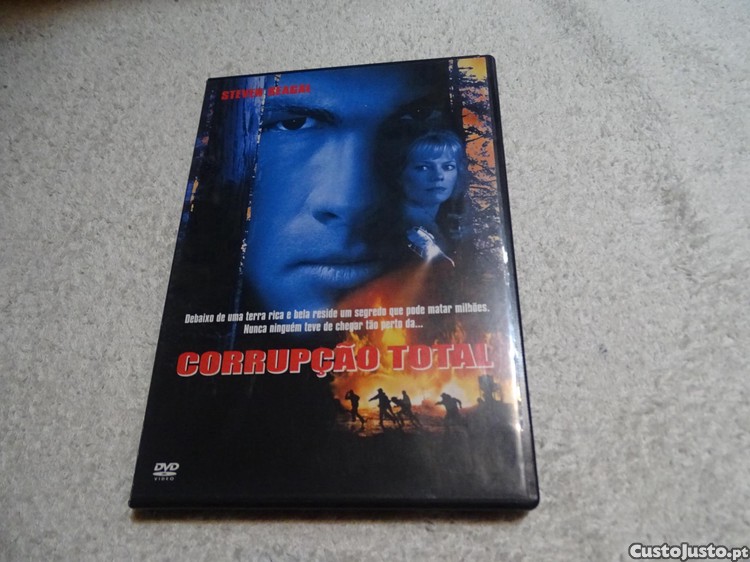 STEVEN SEAGAL
Debaixo de uma terra rica e bela reside um segredo que pode matar milhões.
Nunca ninguém teve de chegar tão perto da...
CORRUPÇÃO TOTAL
DVD
VIDEO
CustoJusto.pt